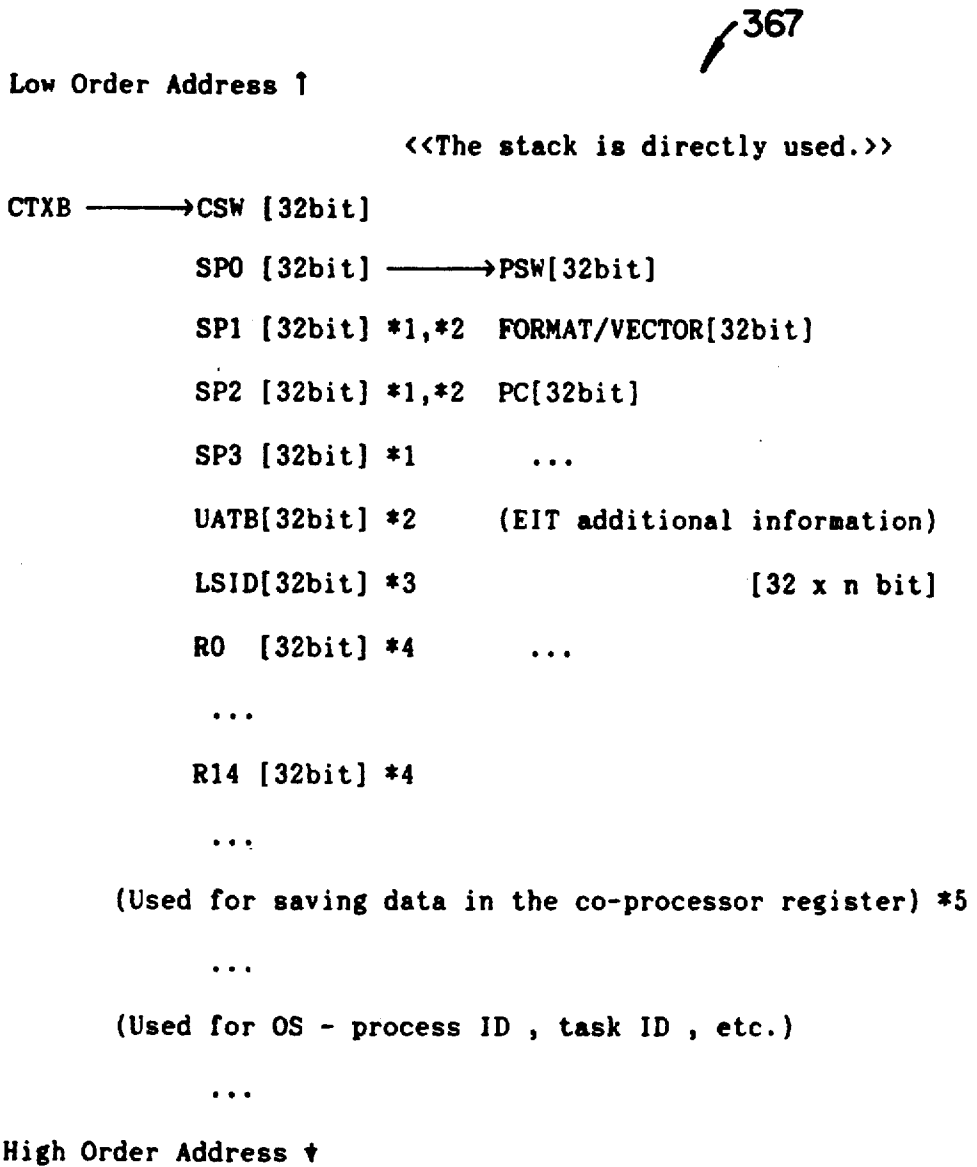 367
Low Order Address ↑
<<The stack is directly used.>>
CTXB ———→CSW [32bit]
SP0 [32bit] ———→PSW[32bit]
SP1 [32bit] *1,*2 FORMAT/VECTOR[32bit]
SP2 [32bit] *1,*2 PC[32bit]
SP3 [32bit] *1 ...
UATB[32bit] *2 (EIT additional information)
LSID[32bit] *3 [32 x n bit]
R0 [32bit] *4 ...
...
R14 [32bit] *4
...
(Used for saving data in the co-processor register) *5
...
(Used for OS - process ID , task ID , etc.)
...
High Order Address ↓